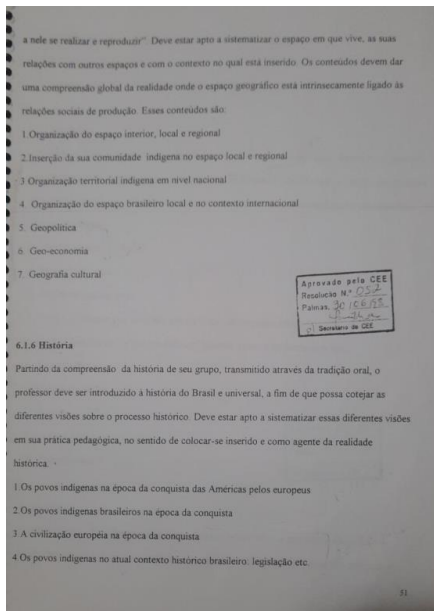 a nele se realizar e reproduzir". Deve estar apto a sistematizar o espaço em que vive, as suas
relações com outros espaços e com o contexto no qual está inserido. Os conteúdos devem dar
uma compreensão global da realidade onde o espaço geográfico está intrinsecamente ligado às
relações sociais de produção. Esses conteúdos são:
1.Organização do espaço interior, local e regional
2.Inserção da sua comunidade indígena no espaço local e regional
3.Organização territorial indígena em nível nacional
4. Organização do espaço brasileiro local e no contexto internacional
5. Geopolítica
6. Geo-economia
7. Geografia cultural
Aprovado pelo CEE
Resolução N.º
Palmas,
Secretário do CEE
6.1.6 História
Partindo da compreensão da história de seu grupo, transmitido através da tradição oral, o
professor deve ser introduzido à história do Brasil e universal, a fim de que possa cotejar as
diferentes visões sobre o processo histórico. Deve estar apto a sistematizar essas diferentes visões
em sua prática pedagógica, no sentido de colocar-se inserido e como agente da realidade
histórica.
1.Os povos indígenas na época da conquista das Américas pelos europeus
2.Os povos indígenas brasileiros na época da conquista
3.A civilização européia na época da conquista
4.Os povos indígenas no atual contexto histórico brasileiro: legislação etc.
51